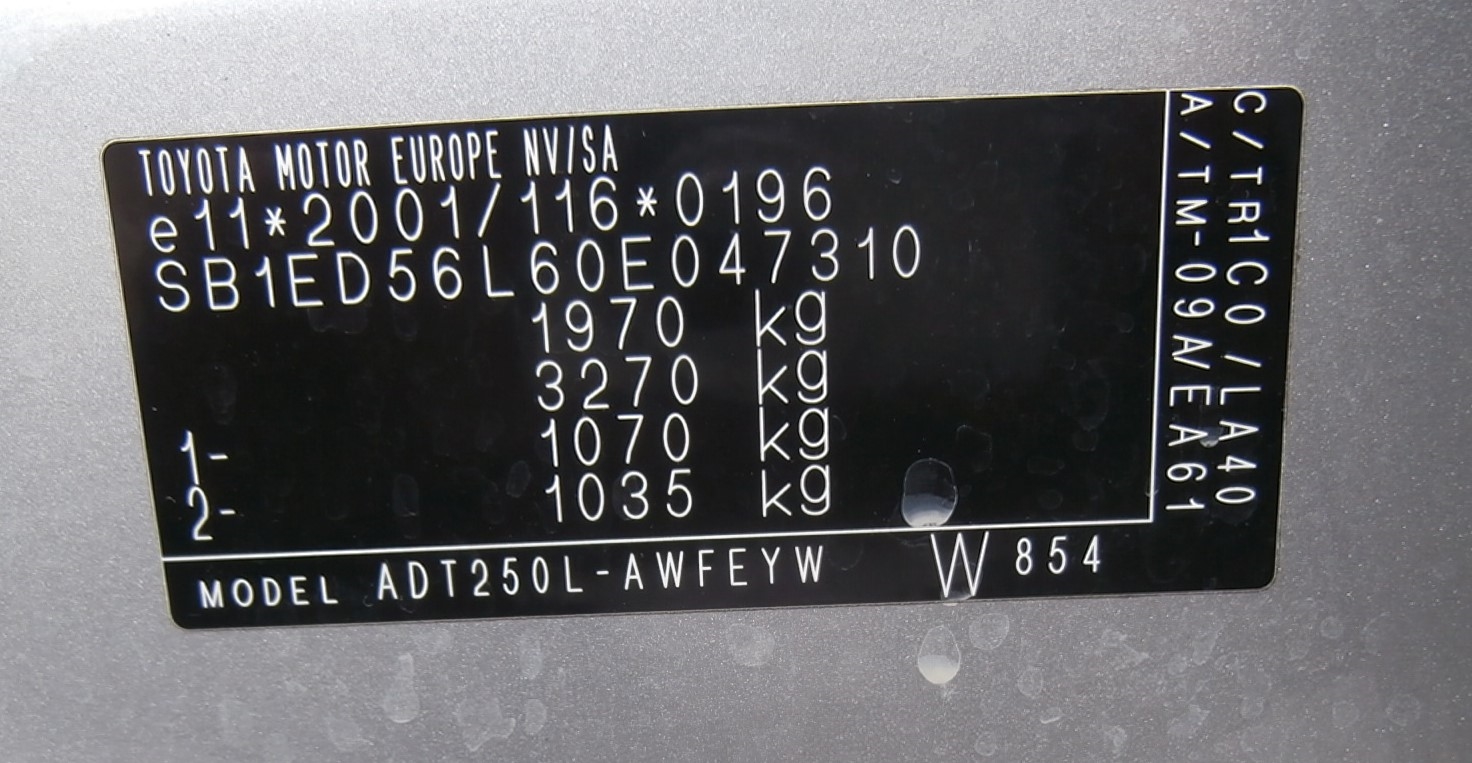 TOYOTA MOTOR EUROPE NV/SA
e11*2001/116*0196
SB1ED56L60E047310
1970 kg
3270 kg
1- 1070 kg
2- 1035 kg
MODEL ADT250L-AWFEYW W854
C/TR1C0/LA40
A/TM-09A/EA61